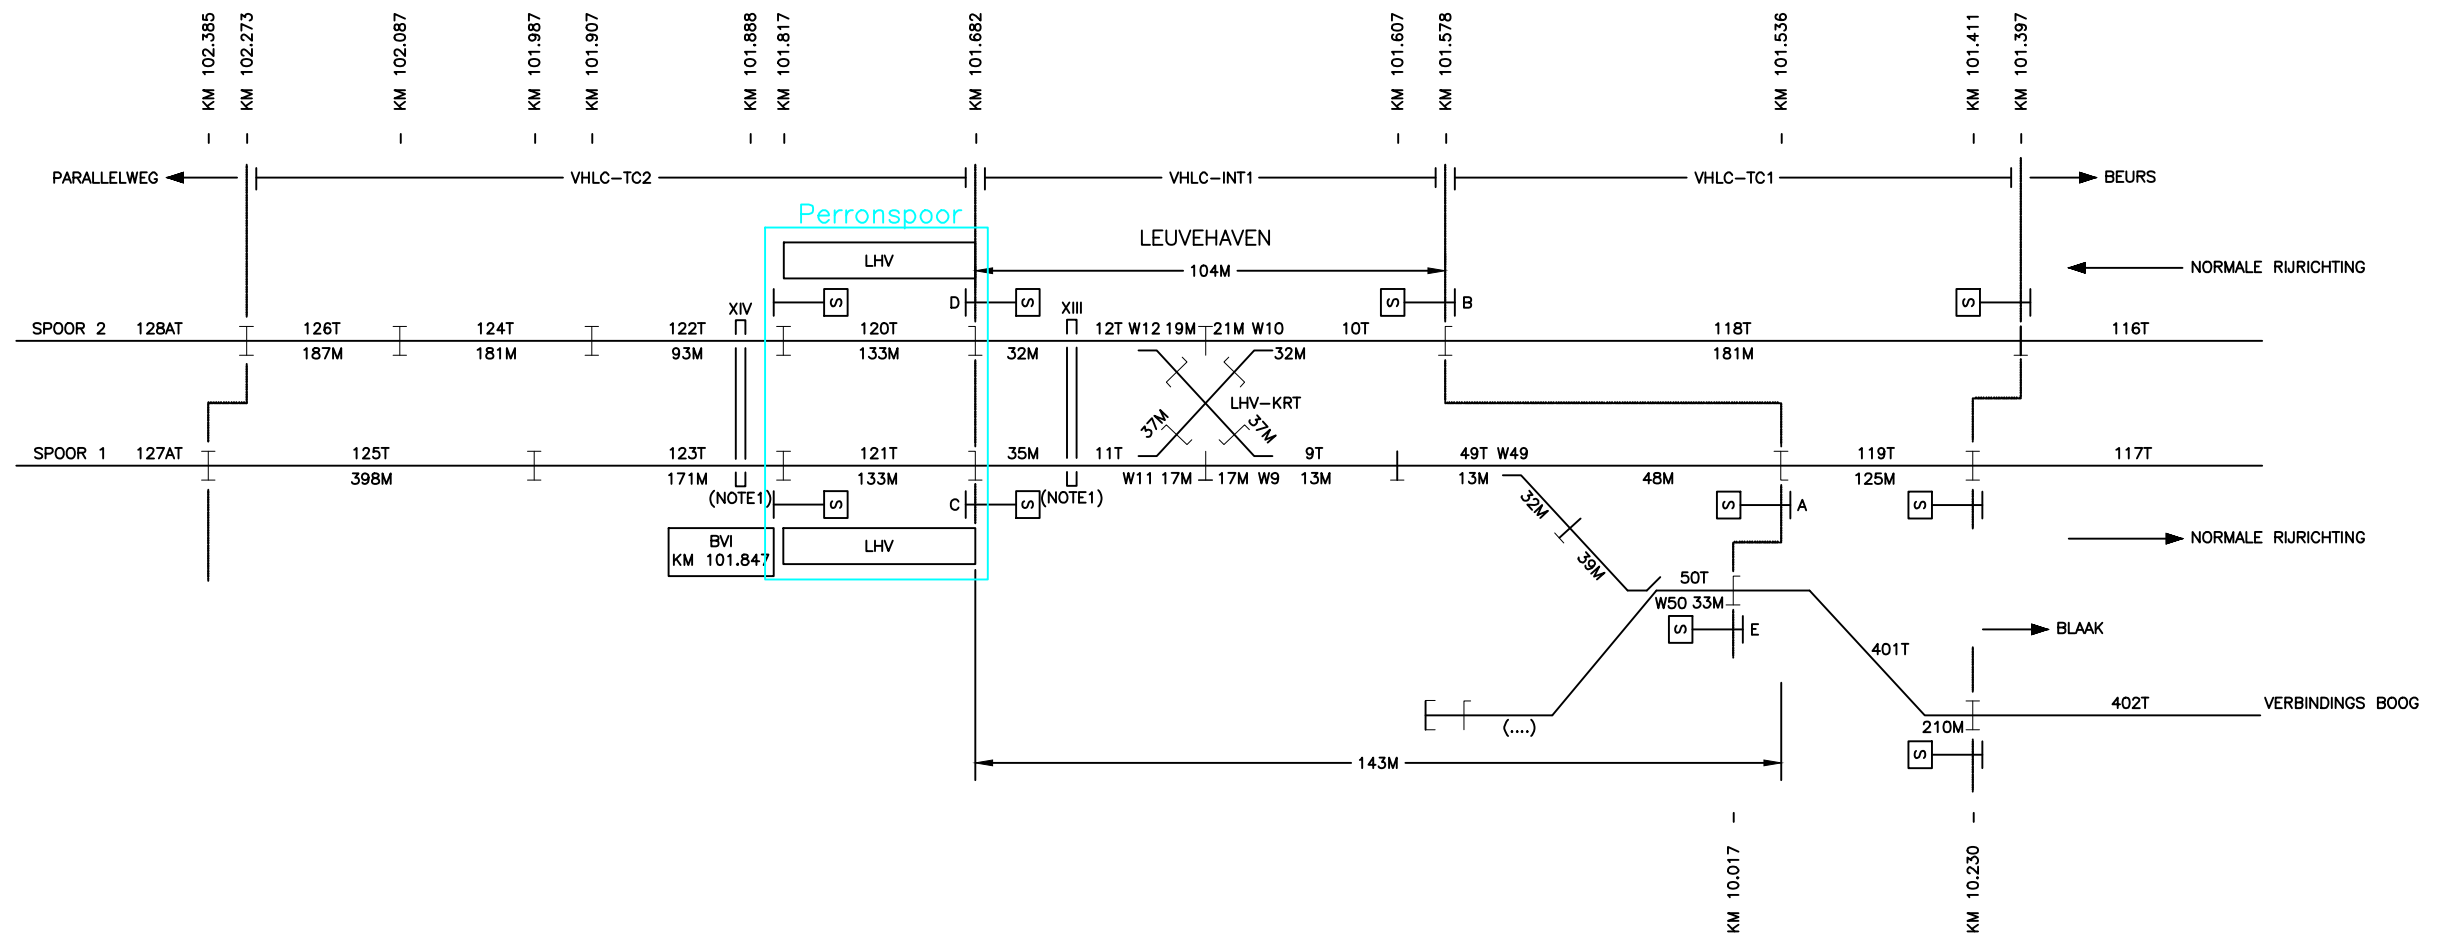 KM 102.385
KM 102.273
KM 102.087
KM 101.987
KM 101.907
KM 101.888
KM 101.817
KM 101.682
KM 101.607
KM 101.578
KM 101.536
KM 101.411
KM 101.397
PARALLELWEG
VHLC-TC2
VHLC-INT1
VHLC-TC1
BEURS
Perronspoor
LEUVEHAVEN
LHV
104M
NORMALE RIJRICHTING
S
D
S
S
B
S
XIV
XIII
SPOOR 2 128AT 126T 124T 122T 120T 12T W12 19M 21M W10 10T 118T 116T
187M 181M 93M 133M 32M 32M 181M
LHV-KRT
37M
37M
SPOOR 1 127AT 125T 123T 121T 35M 11T 9T 49T W49 119T 117T
398M 171M 133M W11 17M 17M W9 13M 13M 48M 125M
(NOTE1)
(NOTE1)
S
C
S
S
A
S
32M
BVI
KM 101.847
LHV
NORMALE RIJRICHTING
39M
50T
W50 33M
S
E
BLAAK
401T
402T
VERBINDINGS BOOG
(....)
210M
S
143M
KM 10.017
KM 10.230